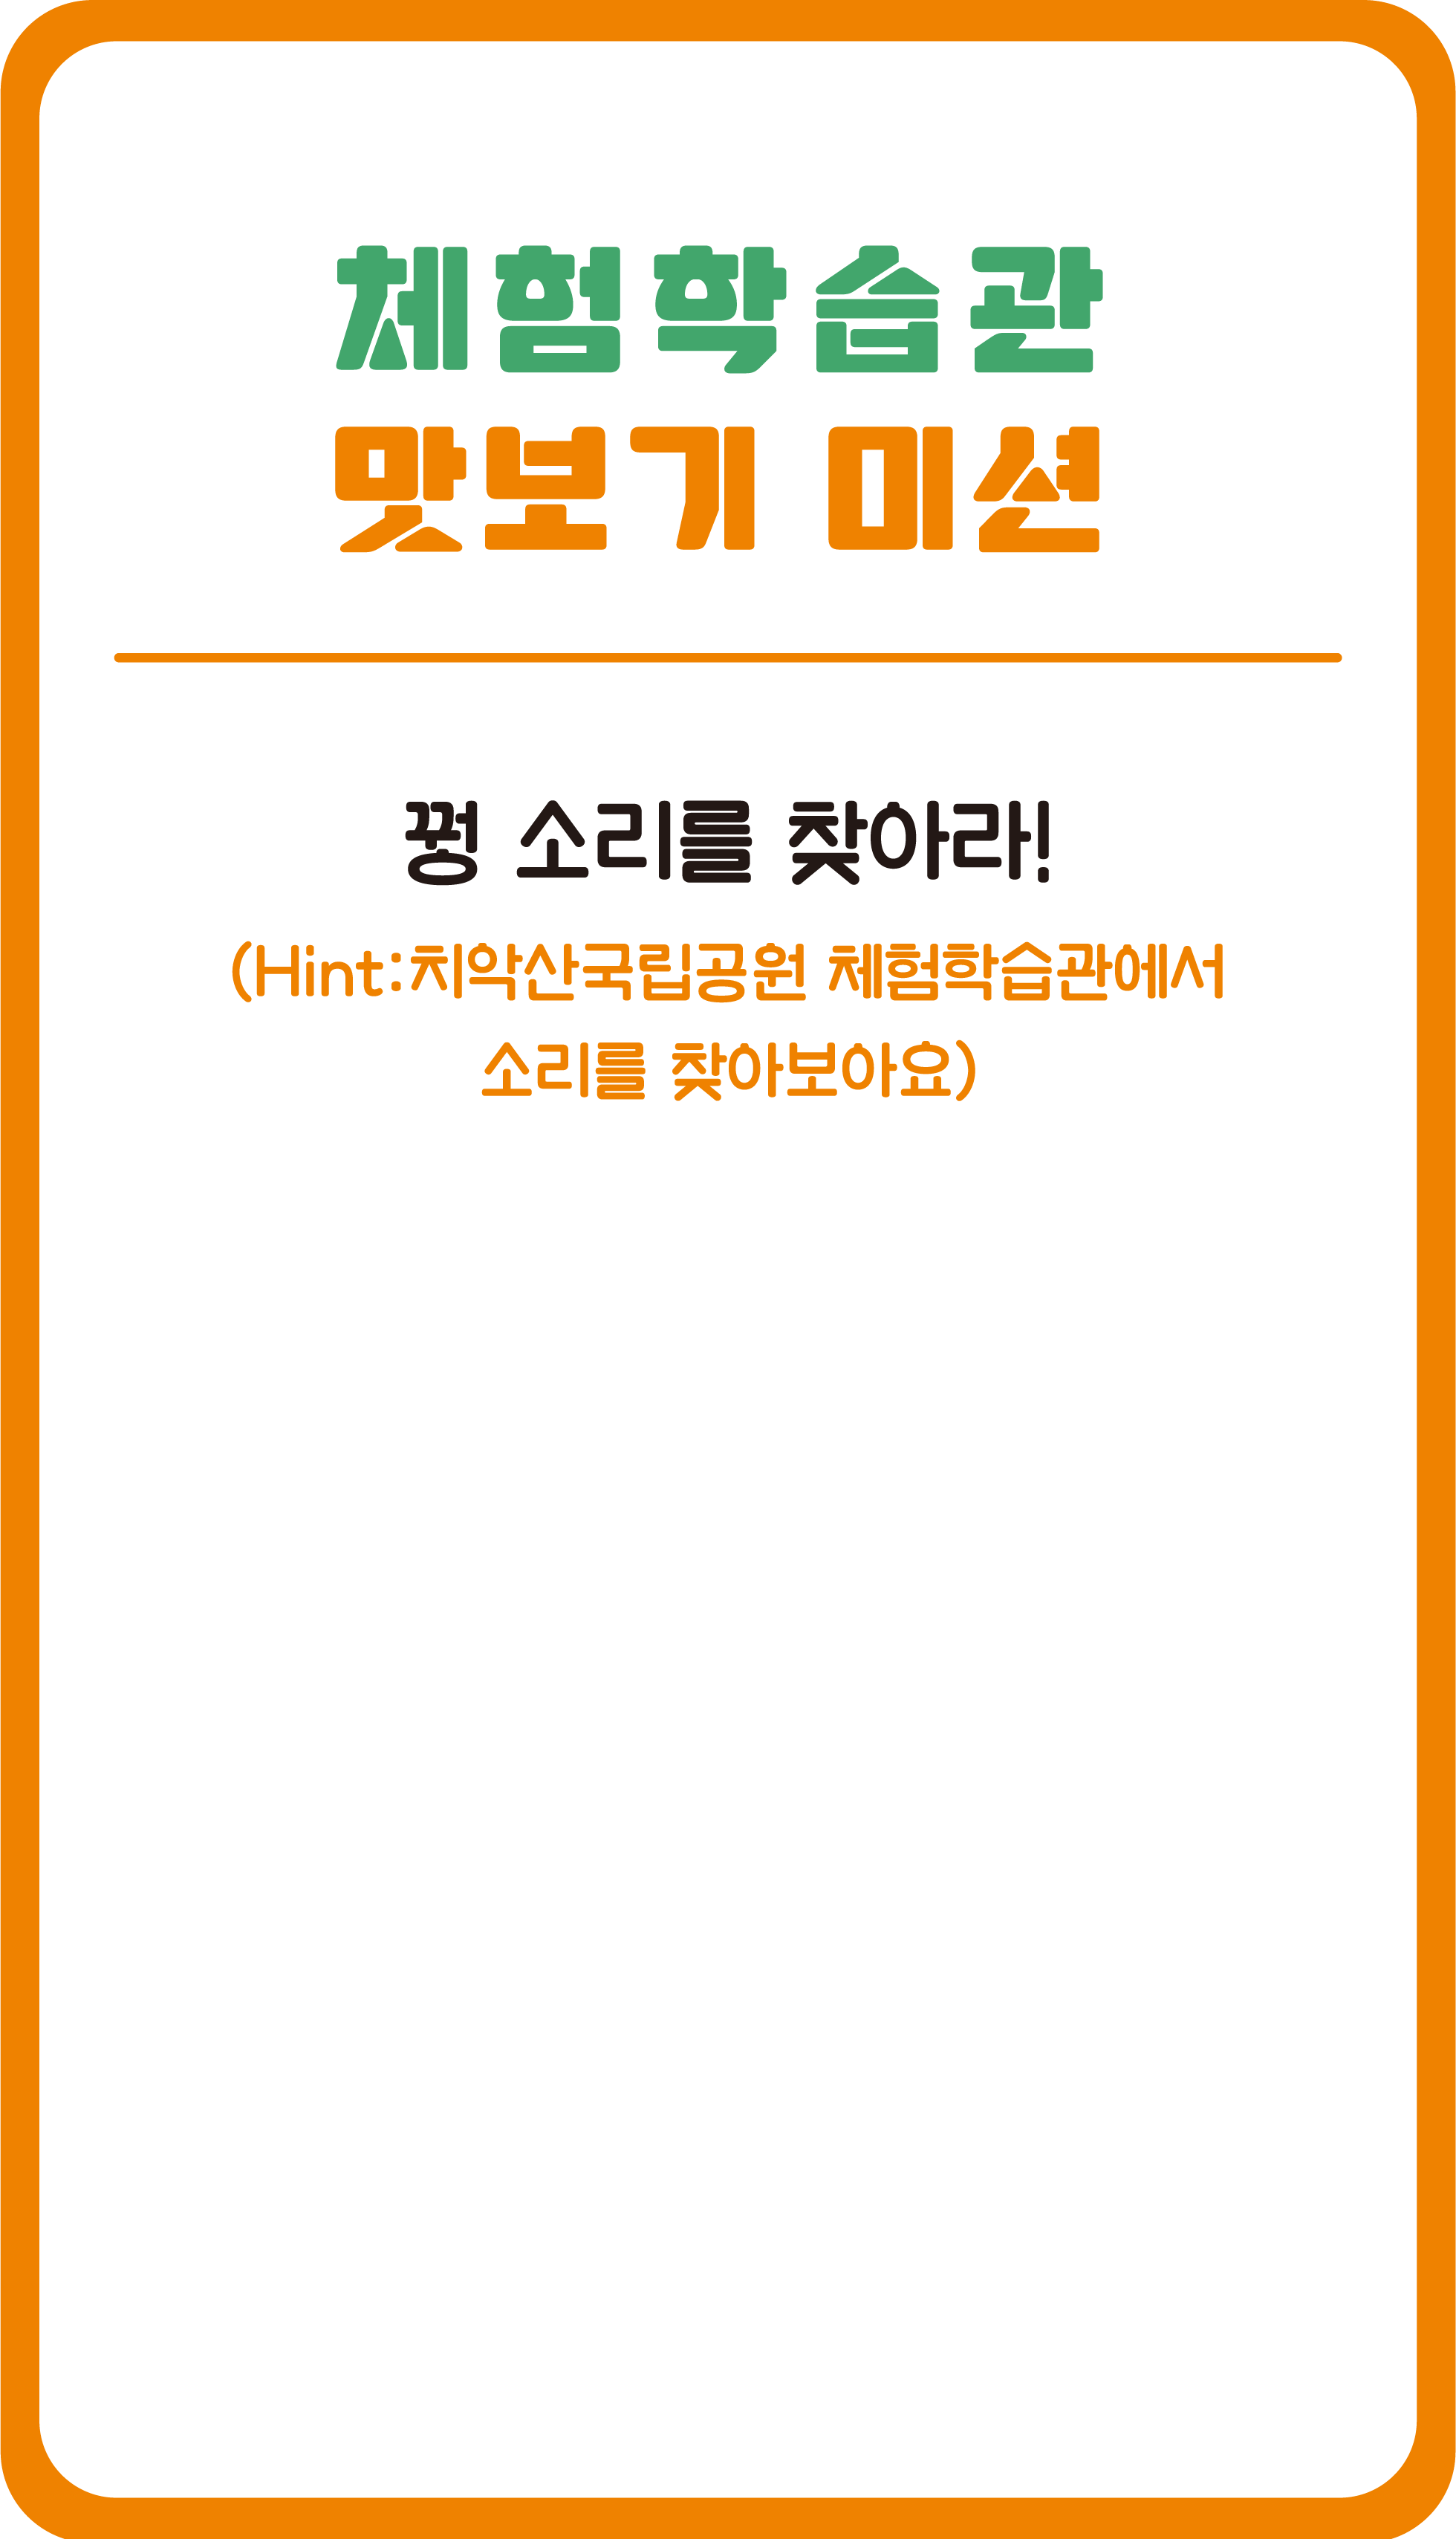 체험학습관
맛보기 미션
꿩 소리를 찾아라!
(Hint:치악산국립공원 체험학습관에서
소리를 찾아보아요)